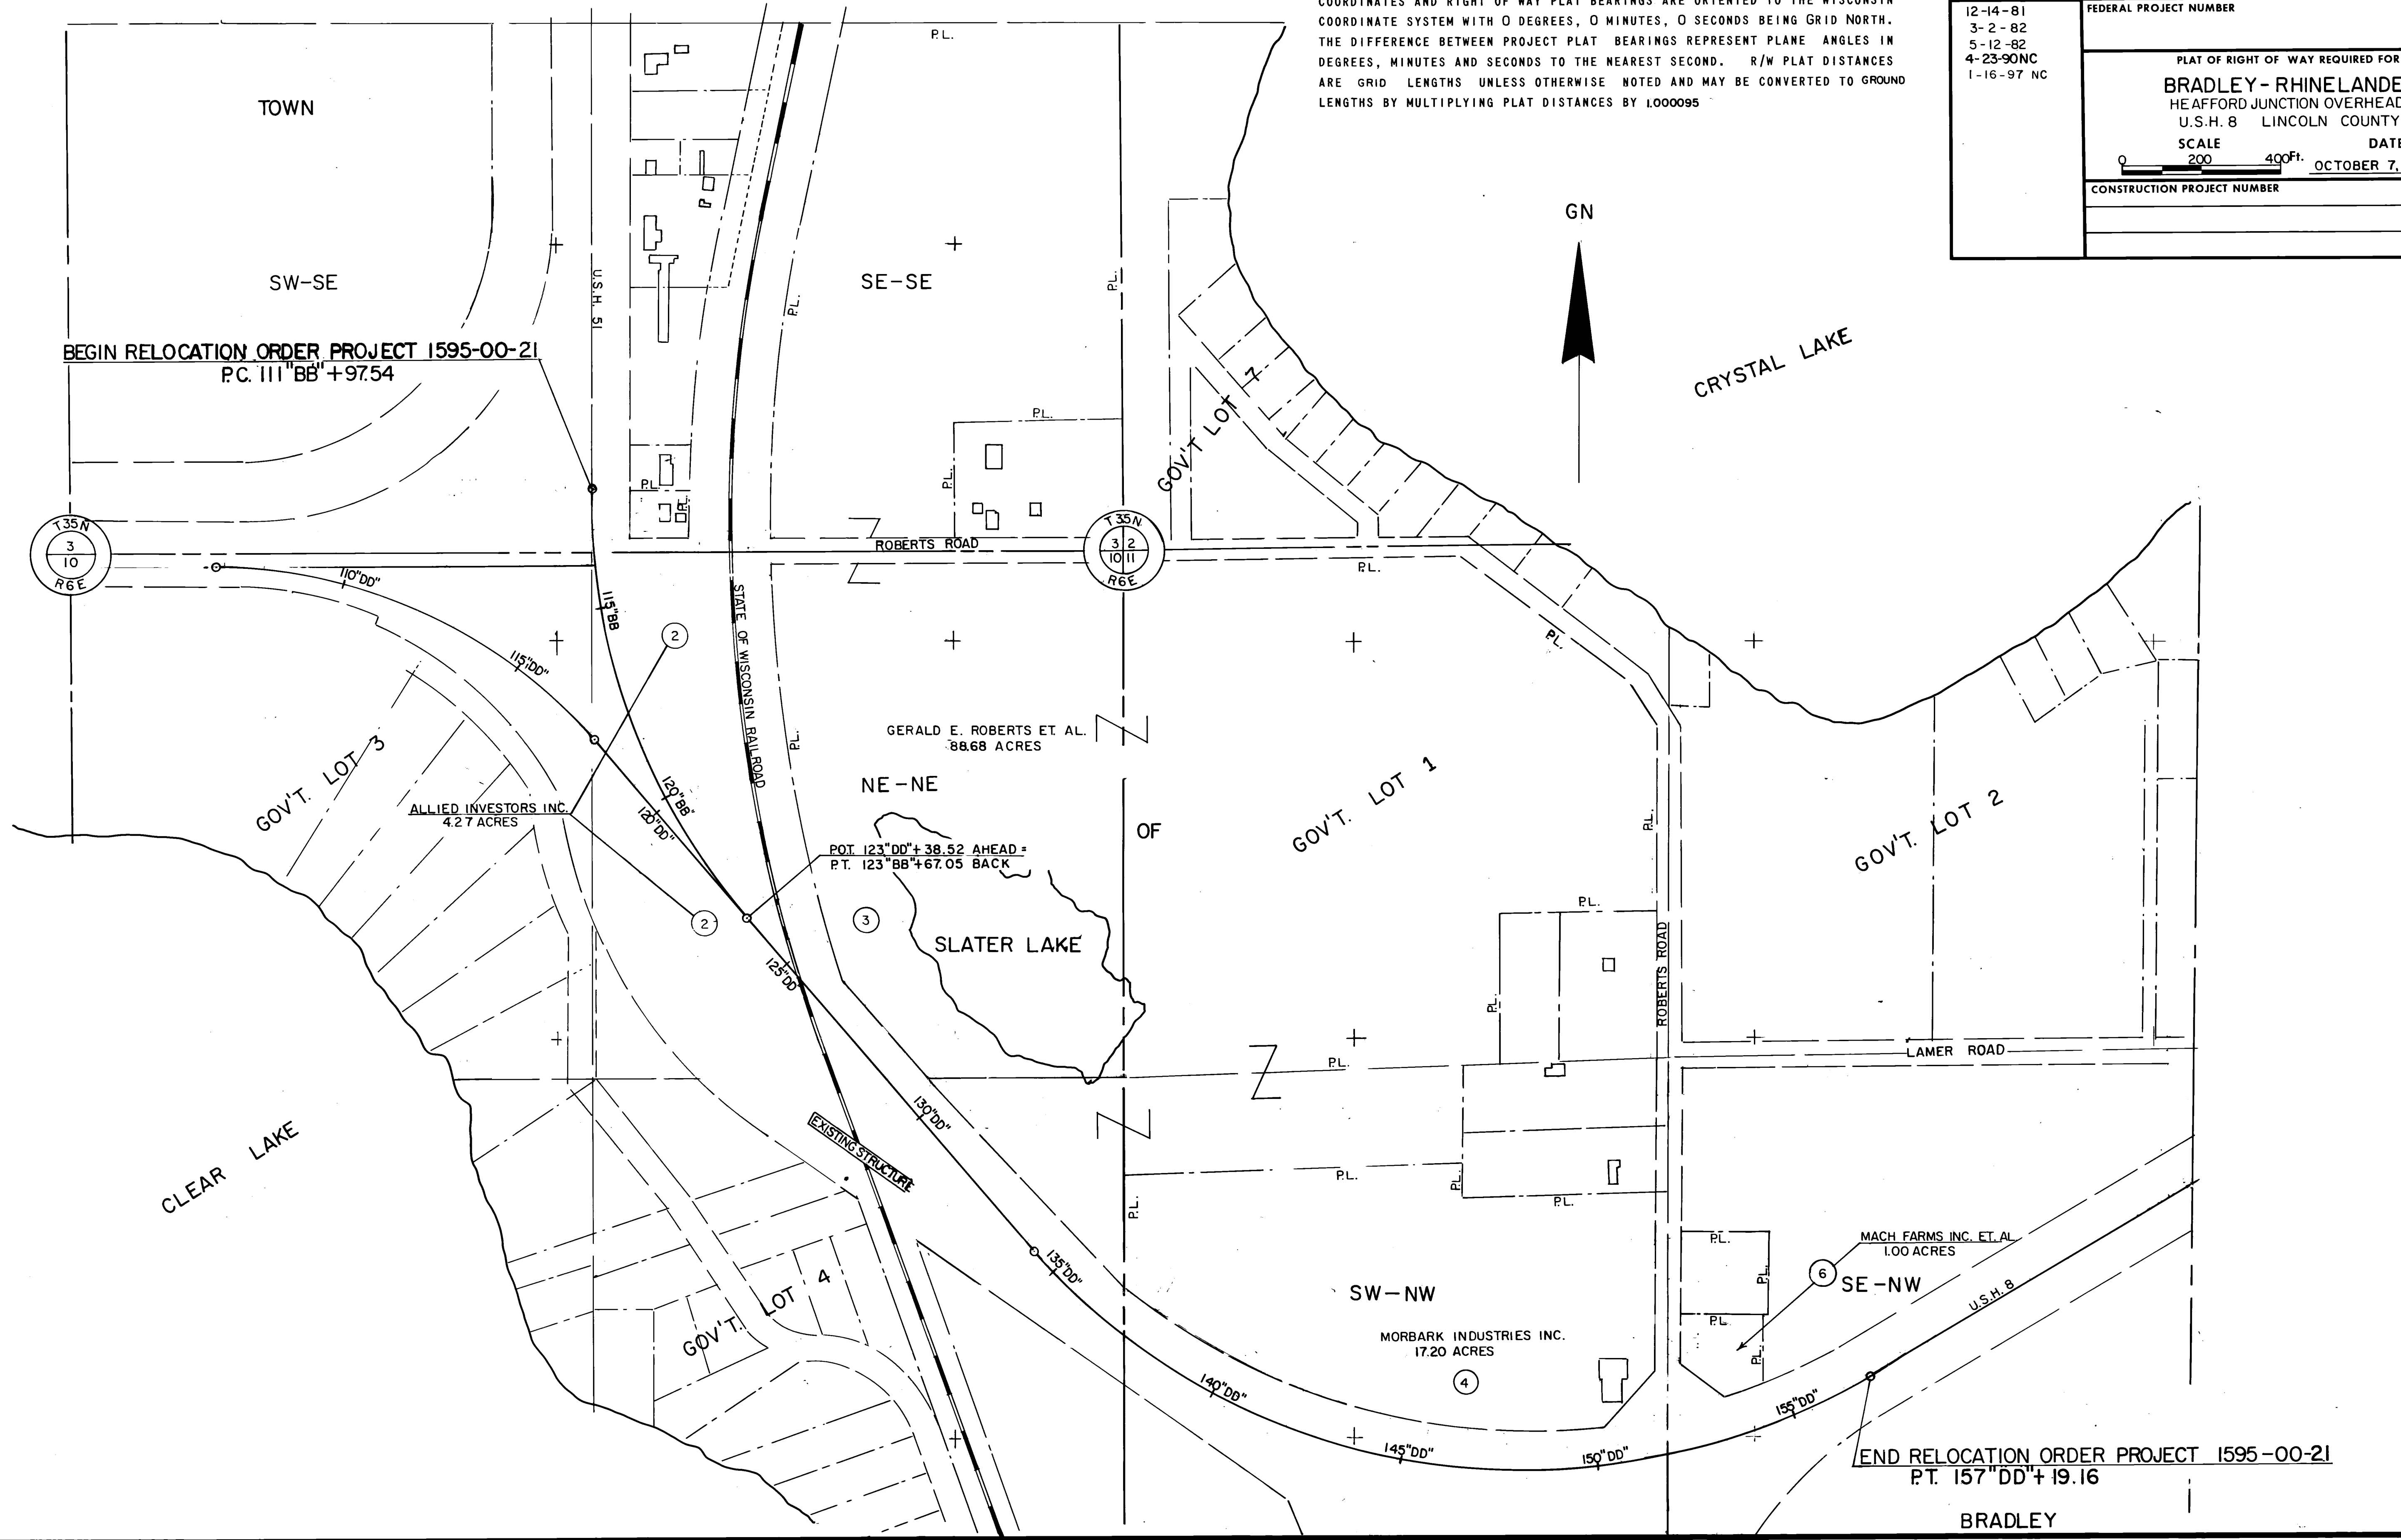 COORDINATES AND RIGHT OF WAY PLAT BEARINGS ARE ORIENTED TO THE WISCONSIN
COORDINATE SYSTEM WITH 0 DEGREES, 0 MINUTES, 0 SECONDS BEING GRID NORTH.
THE DIFFERENCE BETWEEN PROJECT PLAT BEARINGS REPRESENT PLANE ANGLES IN
DEGREES, MINUTES AND SECONDS TO THE NEAREST SECOND. R/W PLAT DISTANCES
ARE GRID LENGTHS UNLESS OTHERWISE NOTED AND MAY BE CONVERTED TO GROUND
LENGTHS BY MULTIPLYING PLAT DISTANCES BY 1.000095
12-14-81
3-2-82
5-12-82
4-23-90NC
1-16-97 NC
FEDERAL PROJECT NUMBER
PLAT OF RIGHT OF WAY REQUIRED FOR
BRADLEY-RHINELANDE
HEAFFORD JUNCTION OVERHEAD
U.S.H. 8 LINCOLN COUNTY
SCALE DATE
0 200 400Ft. OCTOBER 7,
CONSTRUCTION PROJECT NUMBER
P.L.
TOWN
GN
SW-SE
U.S.H. 51
P.L.
SE-SE
P.L.
CRYSTAL LAKE
BEGIN RELOCATION ORDER PROJECT 1595-00-21
P.C. 111"BB"+97.54
GOV'T LOT 7
P.L.
P.L.
P.L.
P.L.
T35N
3
10
R6E
ROBERTS ROAD
T35N
3 2
10 11
R6E
P.L.
110"DD"
115"BB
STATE OF WISCONSIN RAILROAD
2
115"DD"
P.L.
GERALD E. ROBERTS ET. AL.
88.68 ACRES
P.L.
GOV'T. LOT 3
NE-NE
120"BB"
120"DD"
ALLIED INVESTORS INC.
4.27 ACRES
OF
GOV'T. LOT 1
P.L.
GOV'T. LOT 2
P.O.T. 123"DD"+38.52 AHEAD =
P.T. 123"BB"+67.05 BACK
2
3
SLATER LAKE
P.L.
P.L.
ROBERTS ROAD
125"DD
LAMER ROAD
P.L.
130"DD"
EXISTING STRUCTURE
CLEAR LAKE
P.L.
P.L.
P.L.
P.L.
135"DD"
P.L.
P.L.
MACH FARMS INC. ET. AL.
1.00 ACRES
6
SE-NW
U.S.H. 8
GOV'T. LOT 4
SW-NW
P.L.
P.L.
MORBARK INDUSTRIES INC.
17.20 ACRES
4
140"DD"
145"DD"
150"DD"
155"DD"
END RELOCATION ORDER PROJECT 1595-00-21
P.T. 157"DD"+19.16
BRADLEY